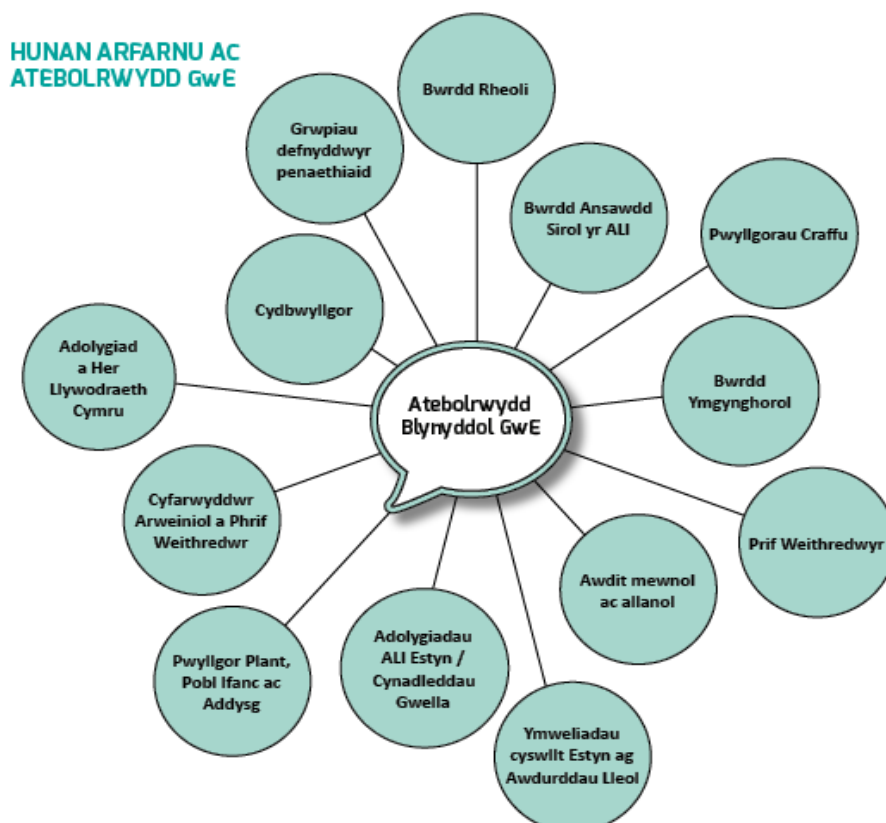 HUNAN ARFARNU AC
ATEBOLRWYDD GwE
Bwrdd Rheoli
Grwpiau
defnyddwyr
penaethiaid
Bwrdd Ansawdd
Sirol yr ALl
Pwyllgorau Craffu
Cydbwyllgor
Adolygiad
a Her
Llywodraeth
Cymru
Bwrdd
Ymgynghorol
Atebolrwydd
Blynyddol GwE
Cyfarwyddwr
Arweiniol a Phrif
Weithredwr
Prif Weithredwyr
Awdit mewnol
ac allanol
Pwyllgor Plant,
Pobl Ifanc ac
Addysg
Adolygiadau
ALl Estyn /
Cynadleddau
Gwella
Ymweliadau
cyswllt Estyn ag
Awdurddau Lleol